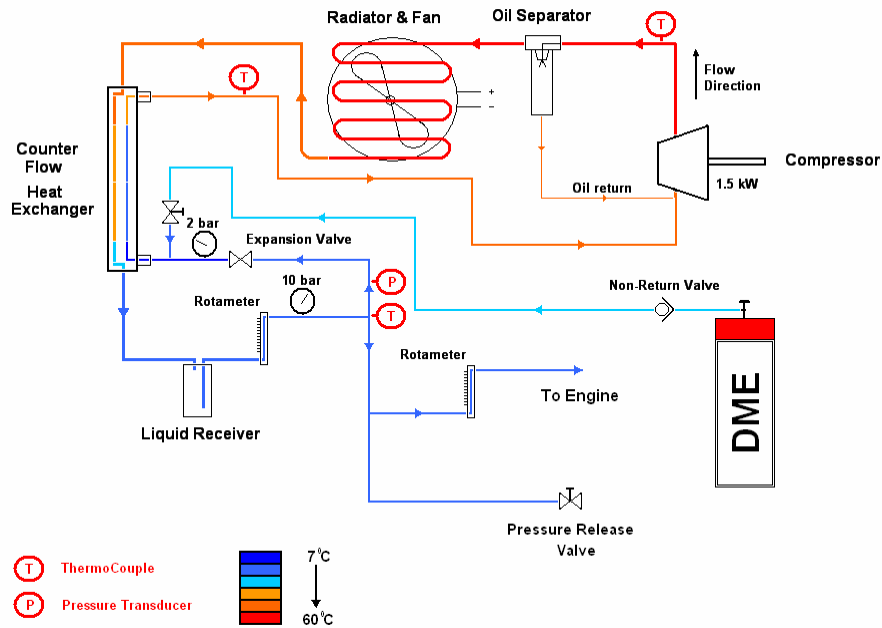 Radiator & Fan
Oil Separator
T
Flow
Direction
T
+
−
Counter
Flow
Heat
Exchanger
Compressor
1.5 kW
Oil return
2 bar
Expansion Valve
10 bar
P
Rotameter
T
Non-Return Valve
Rotameter
To Engine
DME
Liquid Receiver
Pressure Release
Valve
T ThermoCouple
P Pressure Transducer
7 °C
60 °C